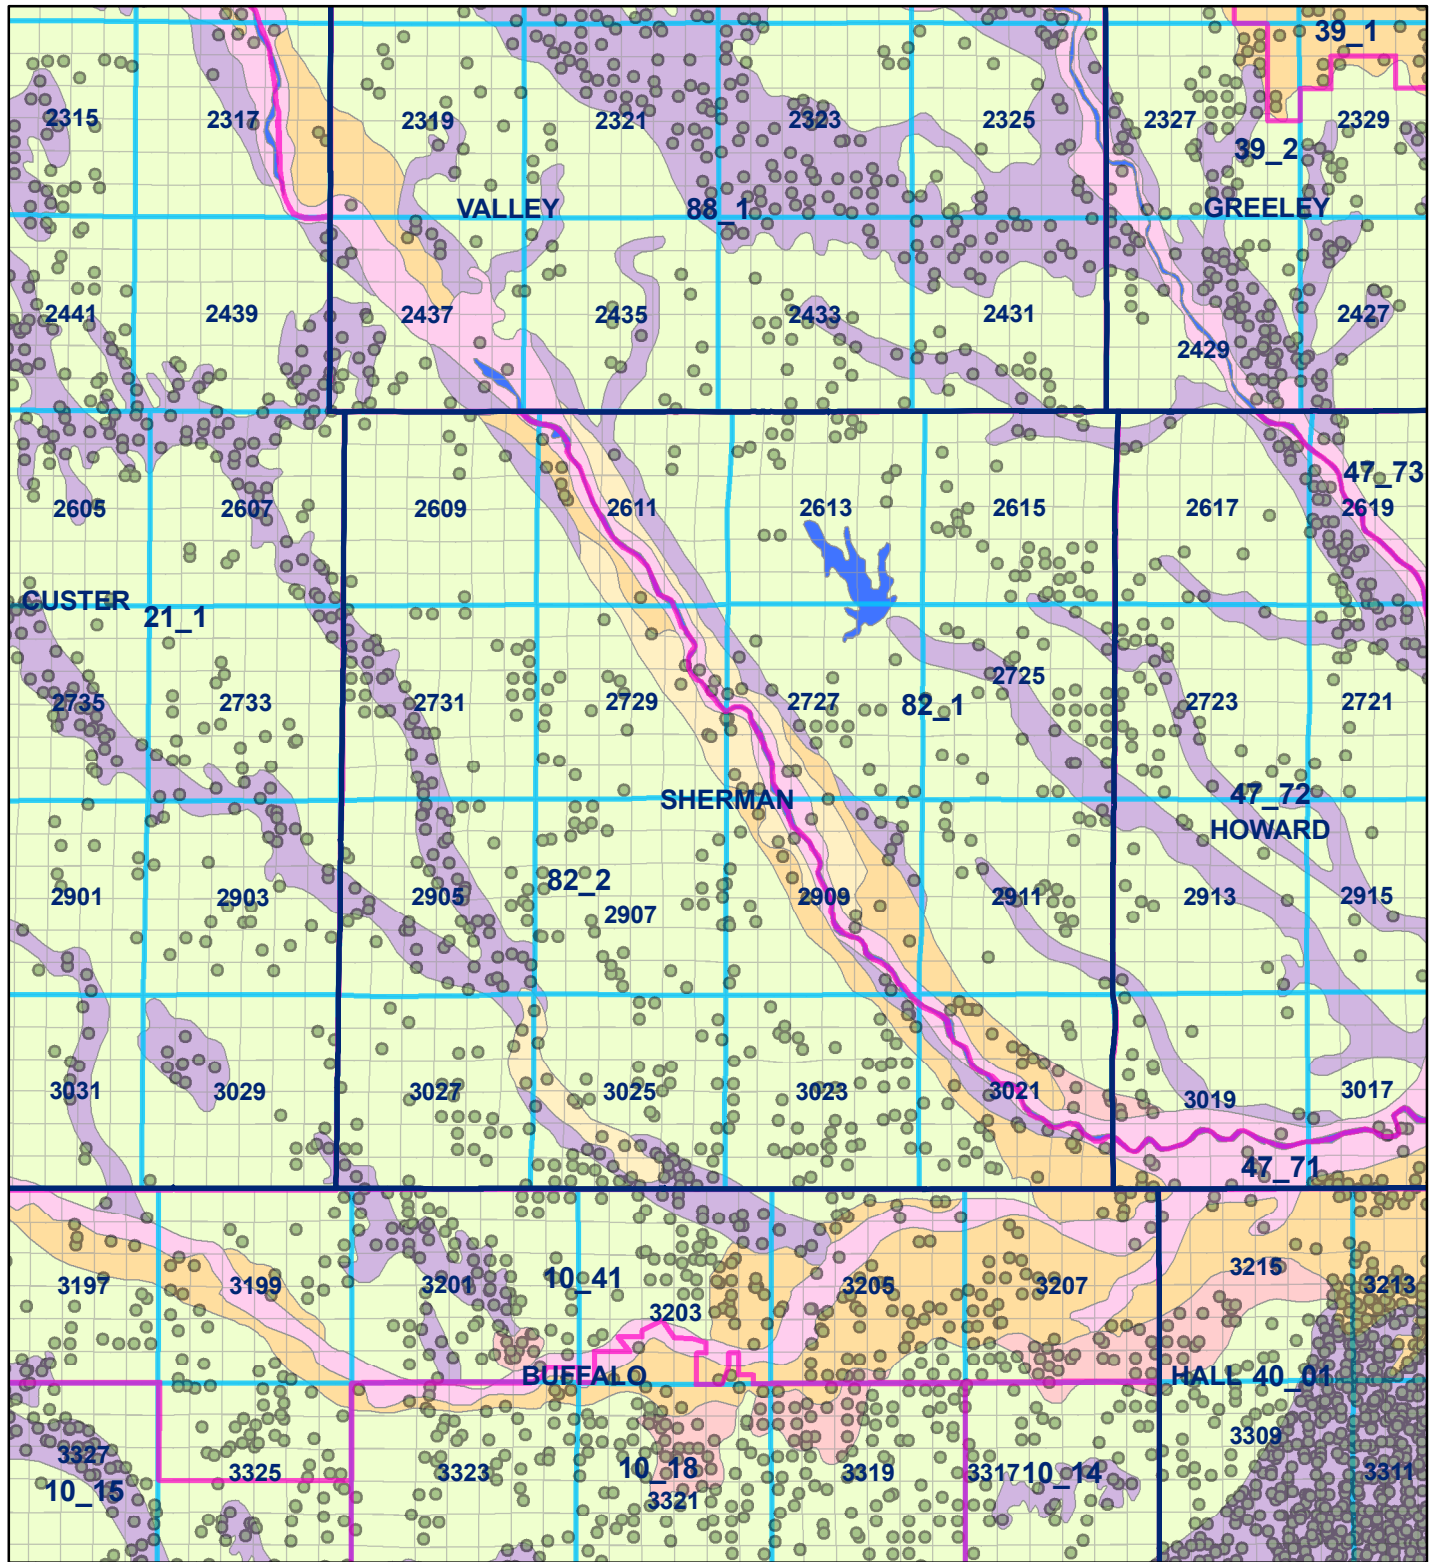 39_1
2315 2317 2319 2321 2323 2325 2327 2329
39_2
VALLEY 88_1 GREELEY
2441 2439 2437 2435 2433 2431 2427
2429
47_73
2605 2607 2609 2611 2613 2615 2617 2619
CUSTER 21_1
2725
2735 2733 2731 2729 2727 82_1 2723 2721
SHERMAN 47_72
HOWARD
82_2
2901 2903 2905 2907 2909 2911 2913 2915
3031 3029 3027 3025 3023 3021 3019 3017
47_71
3197 3199 3201 10_41 3205 3207 3215 3213
3203
BUFFALO HALL 40_01
3309
3327 3325 3323 10_18 3319 3317 10_14 3311
10_15 3321